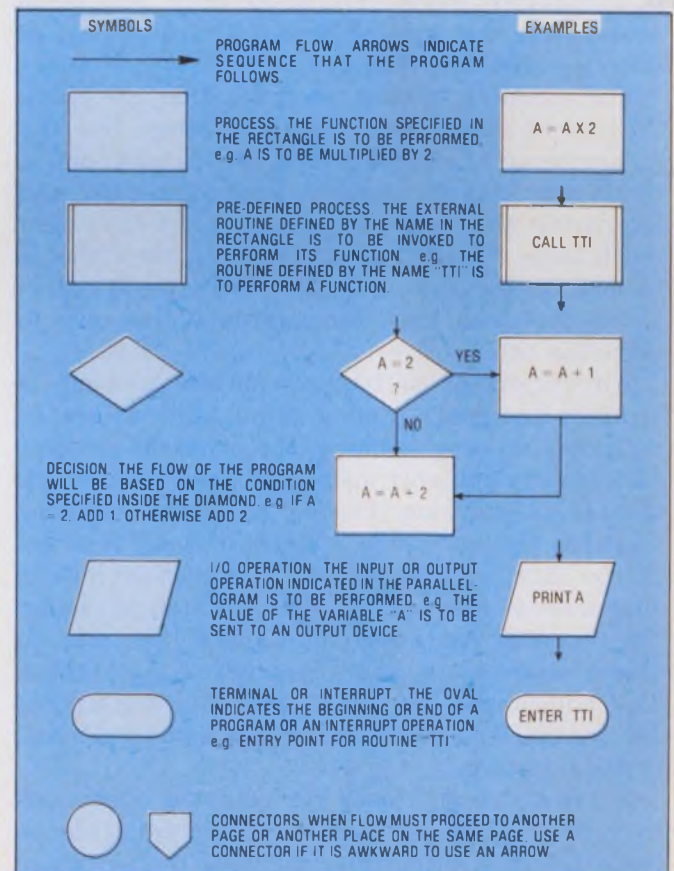 SYMBOLS
EXAMPLES
PROGRAM FLOW. ARROWS INDICATE
SEQUENCE THAT THE PROGRAM
FOLLOWS.
PROCESS. THE FUNCTION SPECIFIED IN
THE RECTANGLE IS TO BE PERFORMED.
e.g. A IS TO BE MULTIPLIED BY 2.
A = A X 2
PRE-DEFINED PROCESS. THE EXTERNAL
ROUTINE DEFINED BY THE NAME IN THE
RECTANGLE IS TO BE INVOKED TO
PERFORM ITS FUNCTION. e.g. THE
ROUTINE DEFINED BY THE NAME "TTI" IS
TO PERFORM A FUNCTION.
CALL TTI
A = 2
?
YES
A = A + 1
NO
A = A + 2
DECISION. THE FLOW OF THE PROGRAM
WILL BE BASED ON THE CONDITION
SPECIFIED INSIDE THE DIAMOND. e.g. IF A
= 2. ADD 1. OTHERWISE ADD 2.
I/O OPERATION. THE INPUT OR OUTPUT
OPERATION INDICATED IN THE PARALLEL-
OGRAM IS TO BE PERFORMED. e.g. THE
VALUE OF THE VARIABLE "A" IS TO BE
SENT TO AN OUTPUT DEVICE.
PRINT A
TERMINAL OR INTERRUPT. THE OVAL
INDICATES THE BEGINNING OR END OF A
PROGRAM OR AN INTERRUPT OPERATION.
e.g. ENTRY POINT FOR ROUTINE "TTI".
ENTER TTI
CONNECTORS. WHEN FLOW MUST PROCEED TO ANOTHER
PAGE OR ANOTHER PLACE ON THE SAME PAGE. USE A
CONNECTOR IF IT IS AWKWARD TO USE AN ARROW.